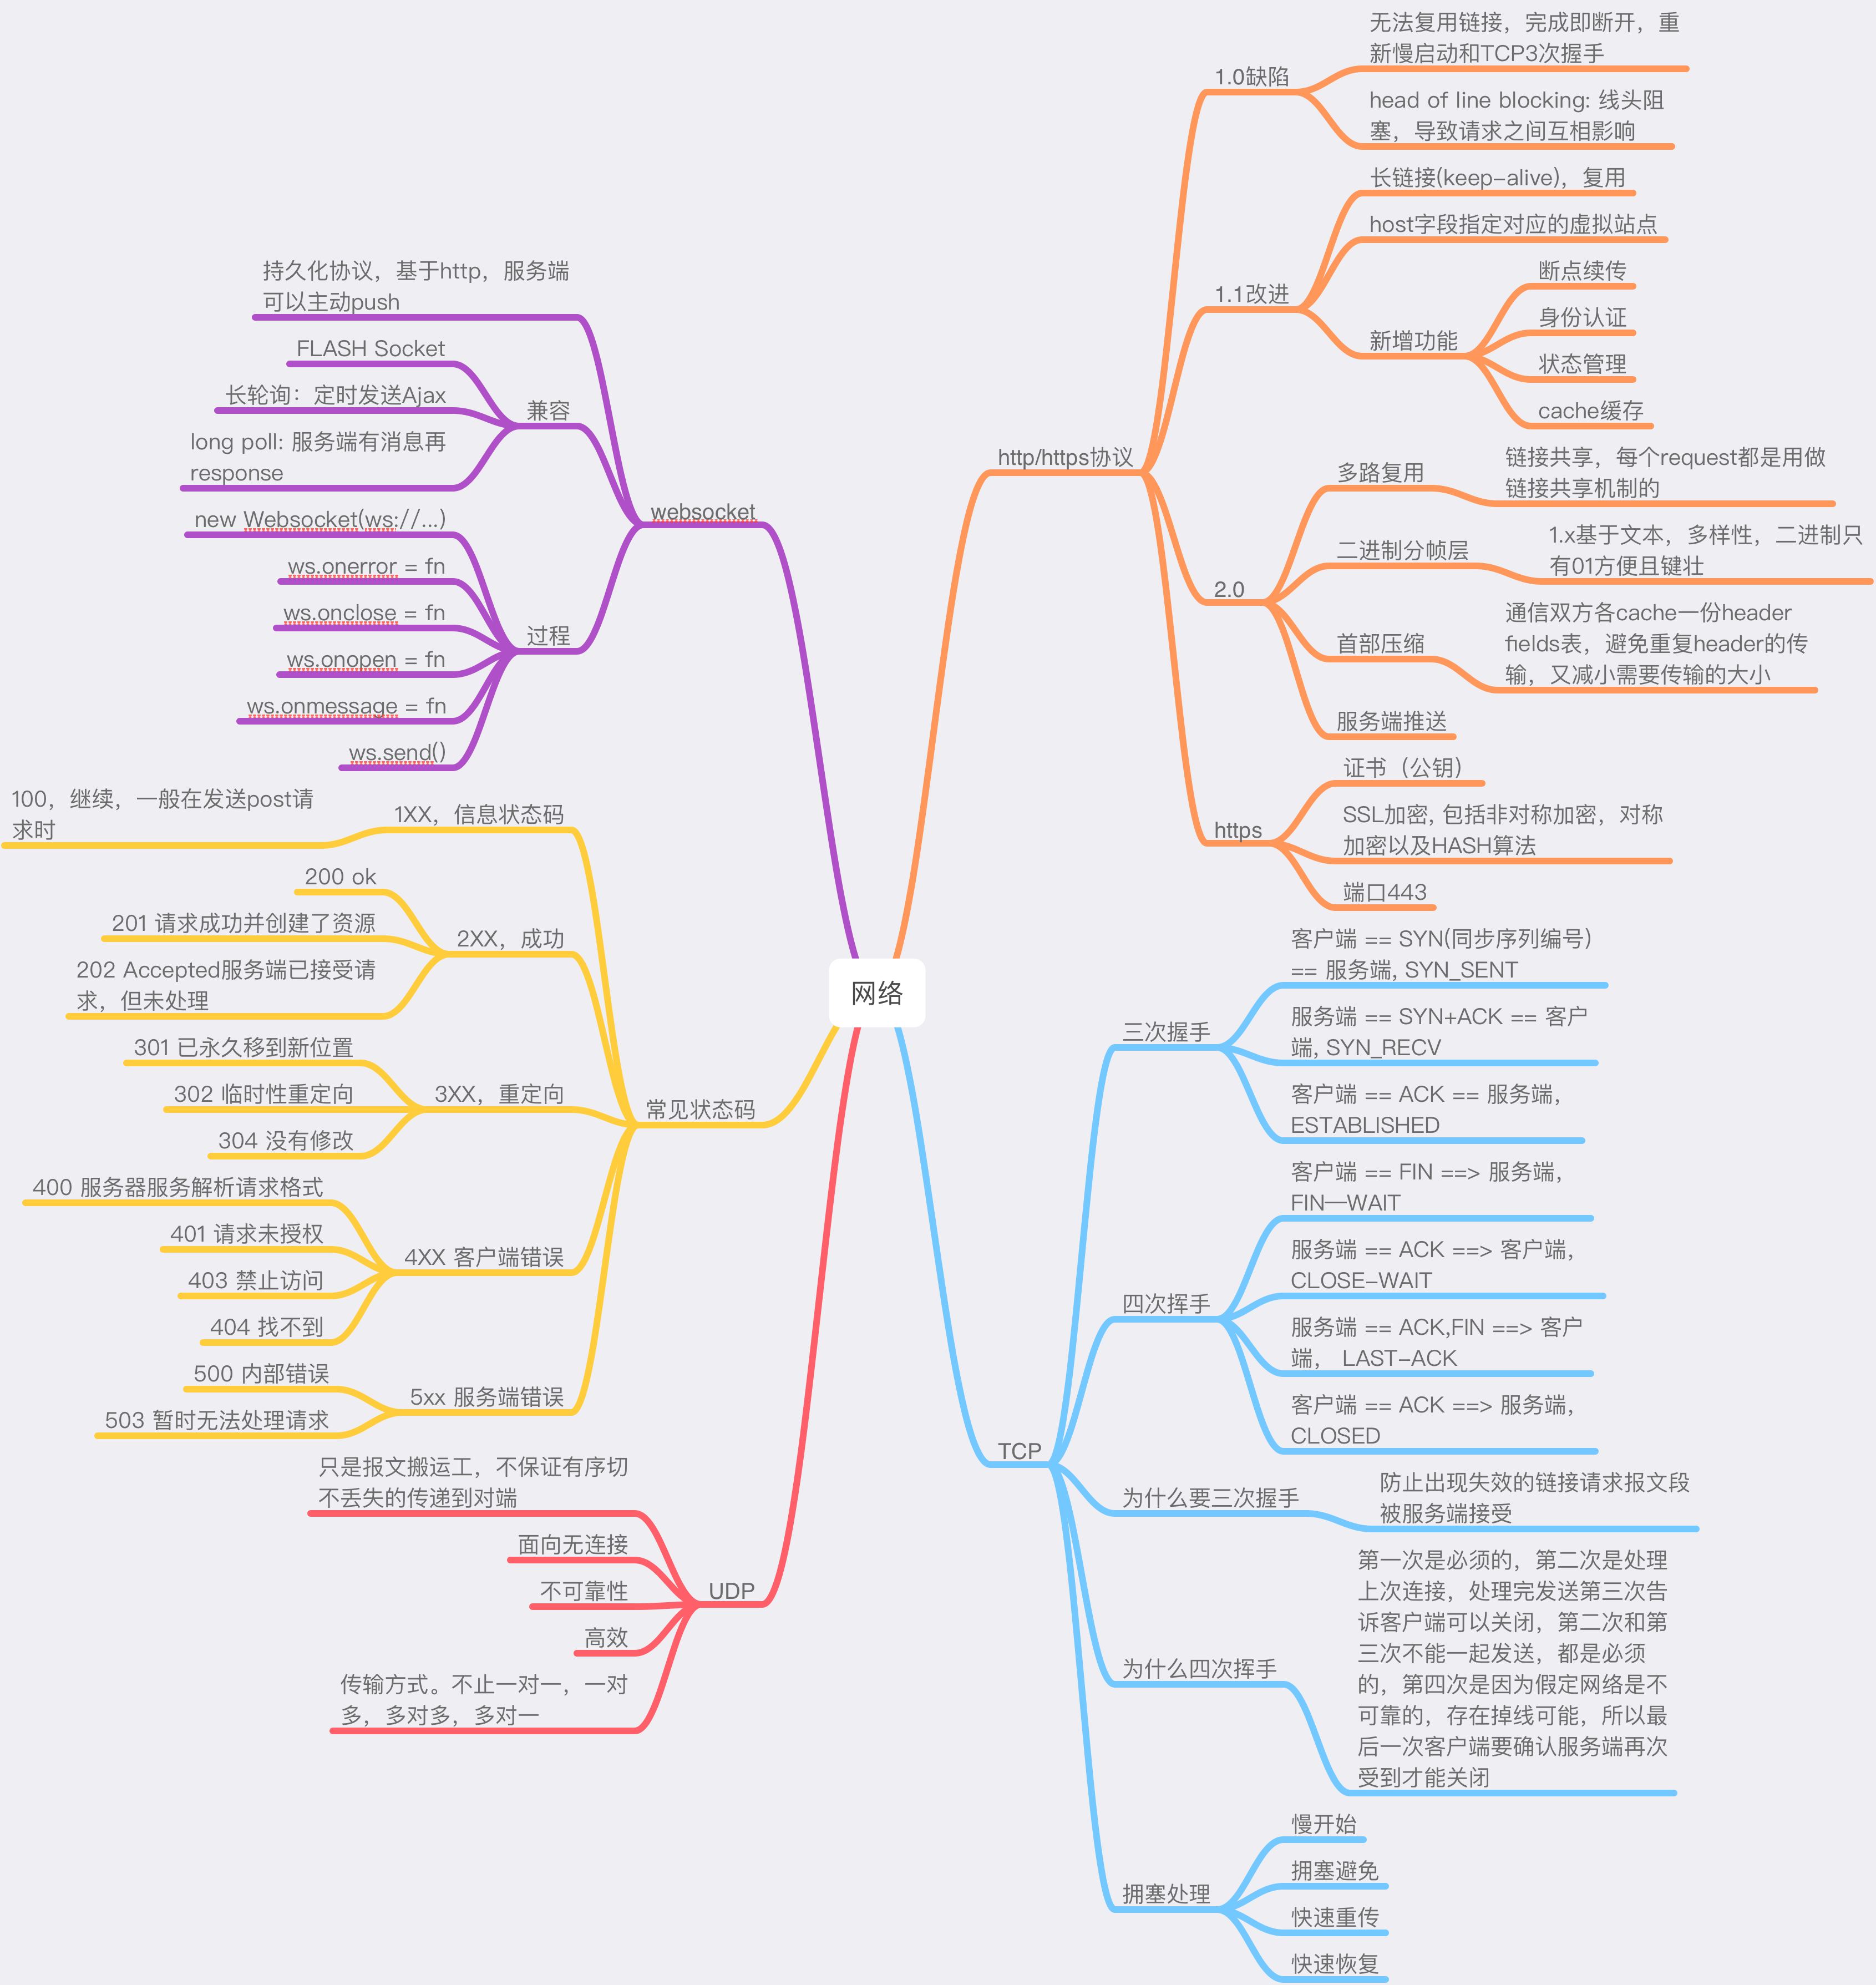 网络
http/https协议
1.0缺陷
无法复用链接，完成即断开，重
新慢启动和TCP3次握手
head of line blocking: 线头阻
塞，导致请求之间互相影响
1.1改进
长链接(keep-alive)，复用
host字段指定对应的虚拟站点
新增功能
断点续传
身份认证
状态管理
cache缓存
2.0
多路复用
链接共享，每个request都是用做
链接共享机制的
二进制分帧层
1.x基于文本，多样性，二进制只
有01方便且键壮
首部压缩
通信双方各cache一份header
fields表，避免重复header的传
输，又减小需要传输的大小
服务端推送
https
证书（公钥）
SSL加密, 包括非对称加密，对称
加密以及HASH算法
端口443
TCP
三次握手
客户端 == SYN(同步序列编号)
== 服务端, SYN_SENT
服务端 == SYN+ACK == 客户
端, SYN_RECV
客户端 == ACK == 服务端，
ESTABLISHED
四次挥手
客户端 == FIN ==> 服务端，
FIN—WAIT
服务端 == ACK ==> 客户端，
CLOSE-WAIT
服务端 == ACK,FIN ==> 客户
端， LAST-ACK
客户端 == ACK ==> 服务端，
CLOSED
为什么要三次握手
防止出现失效的链接请求报文段
被服务端接受
为什么四次挥手
第一次是必须的，第二次是处理
上次连接，处理完发送第三次告
诉客户端可以关闭，第二次和第
三次不能一起发送，都是必须
的，第四次是因为假定网络是不
可靠的，存在掉线可能，所以最
后一次客户端要确认服务端再次
受到才能关闭
拥塞处理
慢开始
拥塞避免
快速重传
快速恢复
websocket
持久化协议，基于http，服务端
可以主动push
兼容
FLASH Socket
长轮询：定时发送Ajax
long poll: 服务端有消息再
response
过程
new Websocket(ws://...)
ws.onerror = fn
ws.onclose = fn
ws.onopen = fn
ws.onmessage = fn
ws.send()
常见状态码
1XX，信息状态码
100，继续，一般在发送post请
求时
2XX，成功
200 ok
201 请求成功并创建了资源
202 Accepted服务端已接受请
求，但未处理
3XX，重定向
301 已永久移到新位置
302 临时性重定向
304 没有修改
4XX 客户端错误
400 服务器服务解析请求格式
401 请求未授权
403 禁止访问
404 找不到
5xx 服务端错误
500 内部错误
503 暂时无法处理请求
UDP
只是报文搬运工，不保证有序切
不丢失的传递到对端
面向无连接
不可靠性
高效
传输方式。不止一对一，一对
多，多对多，多对一